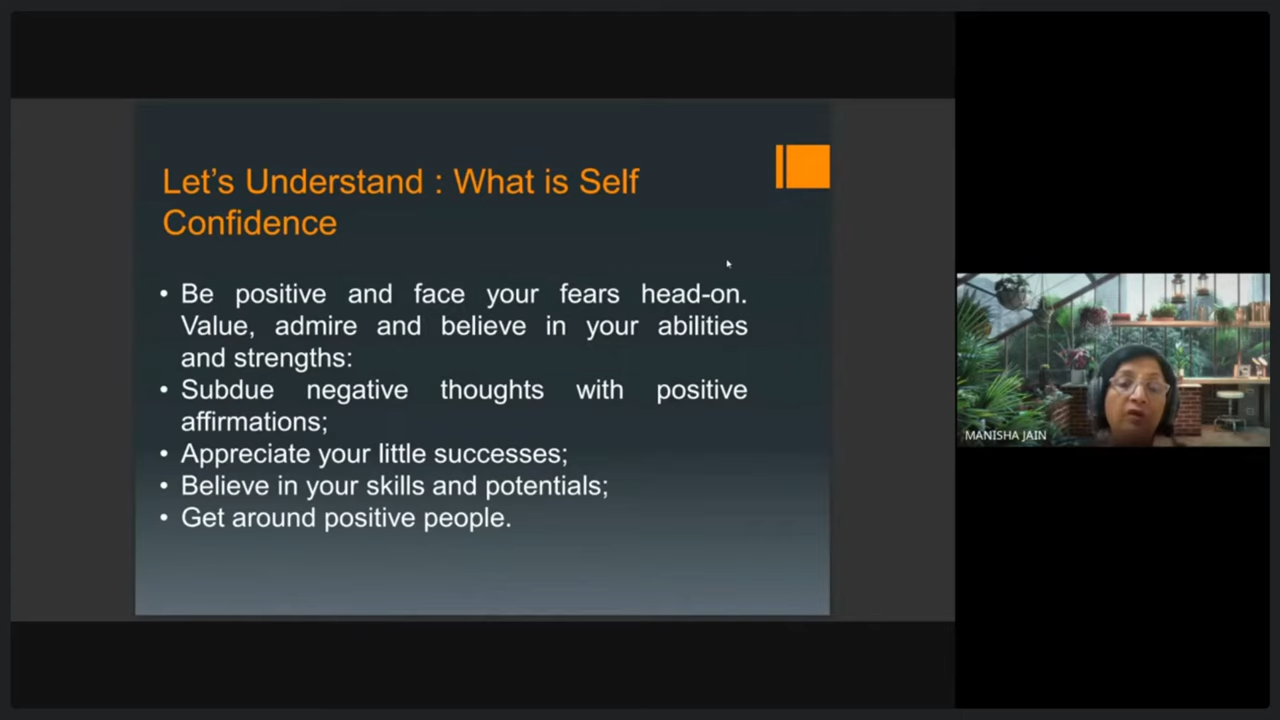 Let’s Understand : What is Self
Confidence
• Be positive and face your fears head-on.
Value, admire and believe in your abilities
and strengths:
• Subdue negative thoughts with positive
affirmations;
• Appreciate your little successes;
• Believe in your skills and potentials;
• Get around positive people.
MANISHA JAIN